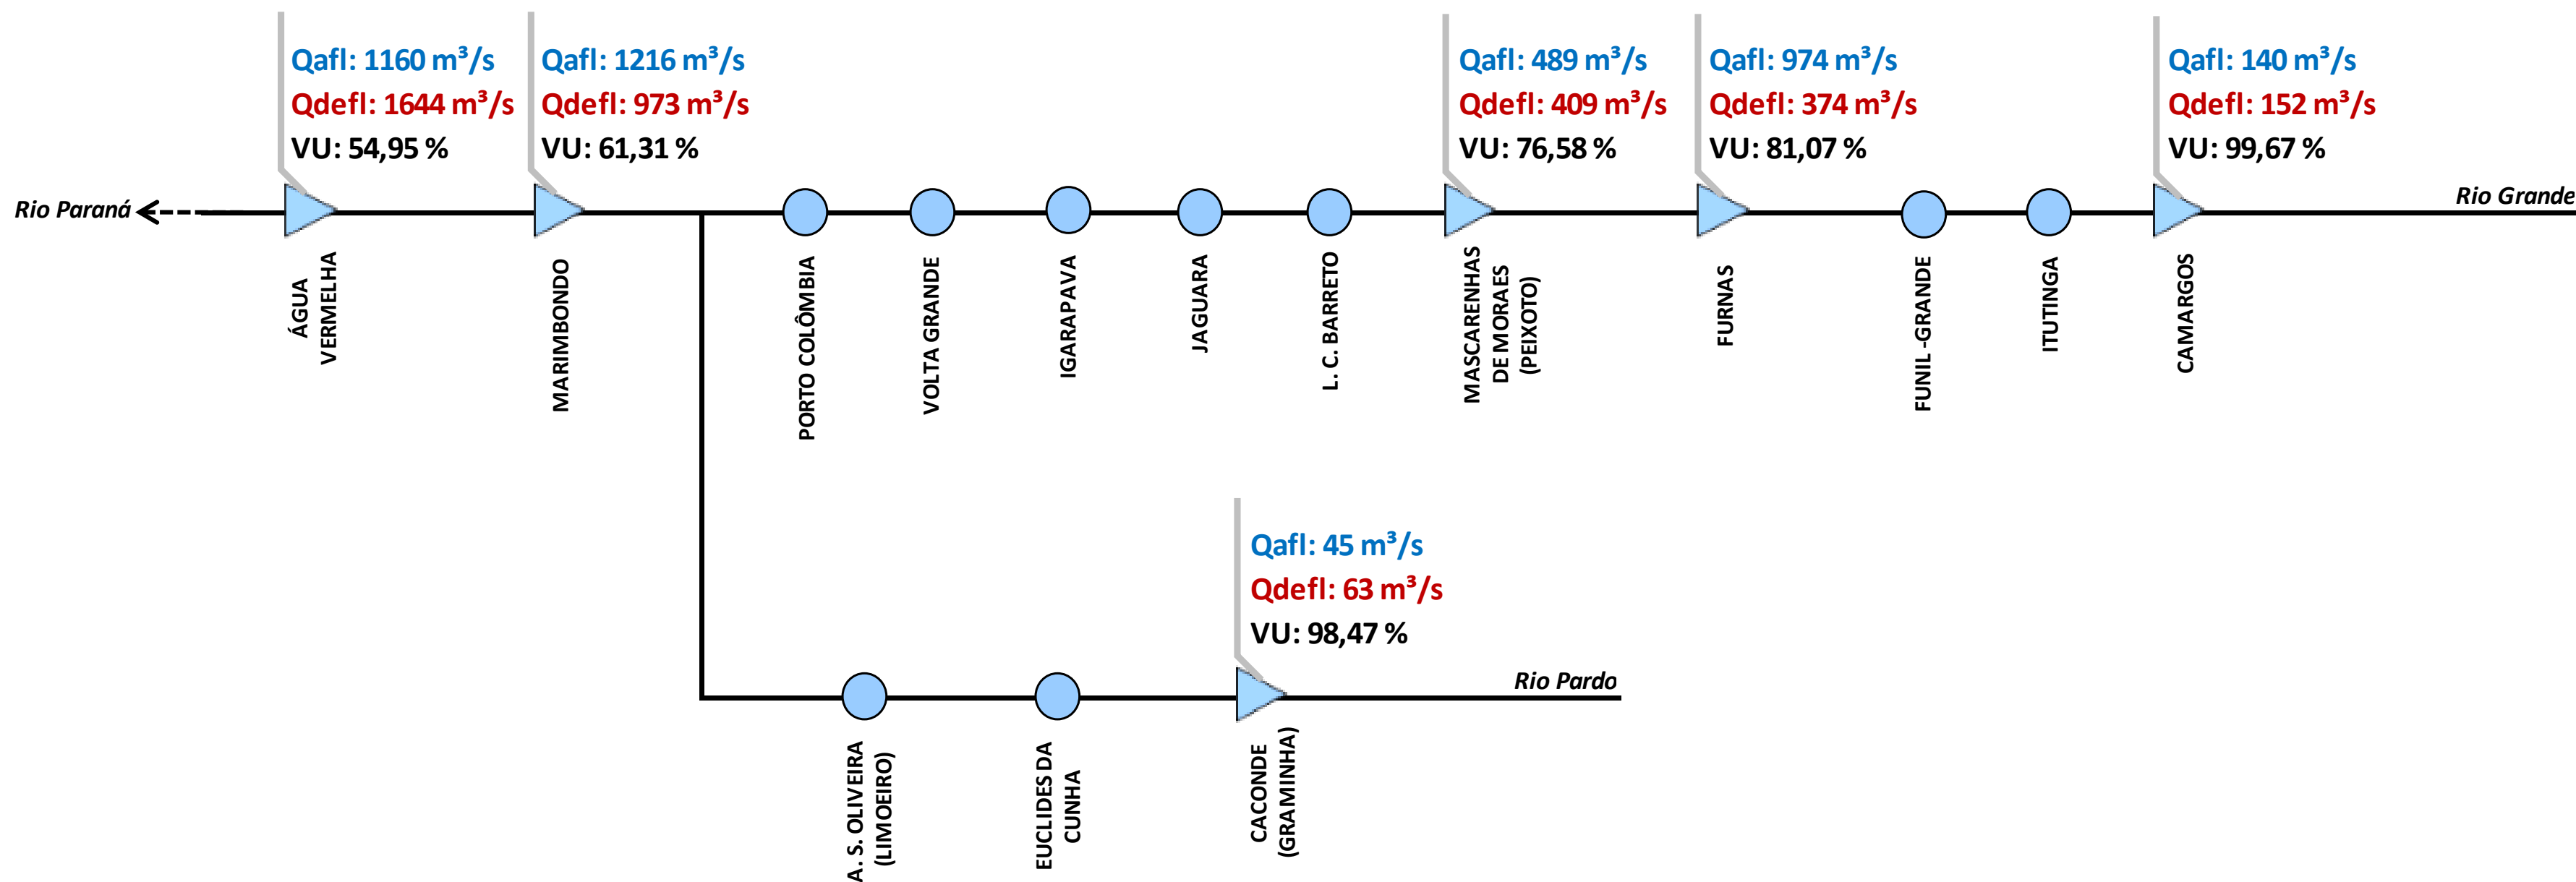 Qafl: 1160 m³/s
Qdefl: 1644 m³/s
VU: 54,95 %
Qafl: 1216 m³/s
Qdefl: 973 m³/s
VU: 61,31 %
Qafl: 489 m³/s
Qdefl: 409 m³/s
VU: 76,58 %
Qafl: 974 m³/s
Qdefl: 374 m³/s
VU: 81,07 %
Qafl: 140 m³/s
Qdefl: 152 m³/s
VU: 99,67 %
Rio Paraná
Rio Grande
ÁGUA
VERMELHA
MARIMBONDO
PORTO COLÔMBIA
VOLTA GRANDE
IGARAPAVA
JAGUARA
L. C. BARRETO
MASCARENHAS
DE MORAES
(PEIXOTO)
FURNAS
FUNIL -GRANDE
ITUTINGA
CAMARGOS
Qafl: 45 m³/s
Qdefl: 63 m³/s
VU: 98,47 %
Rio Pardo
A. S. OLIVEIRA
(LIMOEIRO)
EUCLIDES DA
CUNHA
CACONDE
(GRAMINHA)